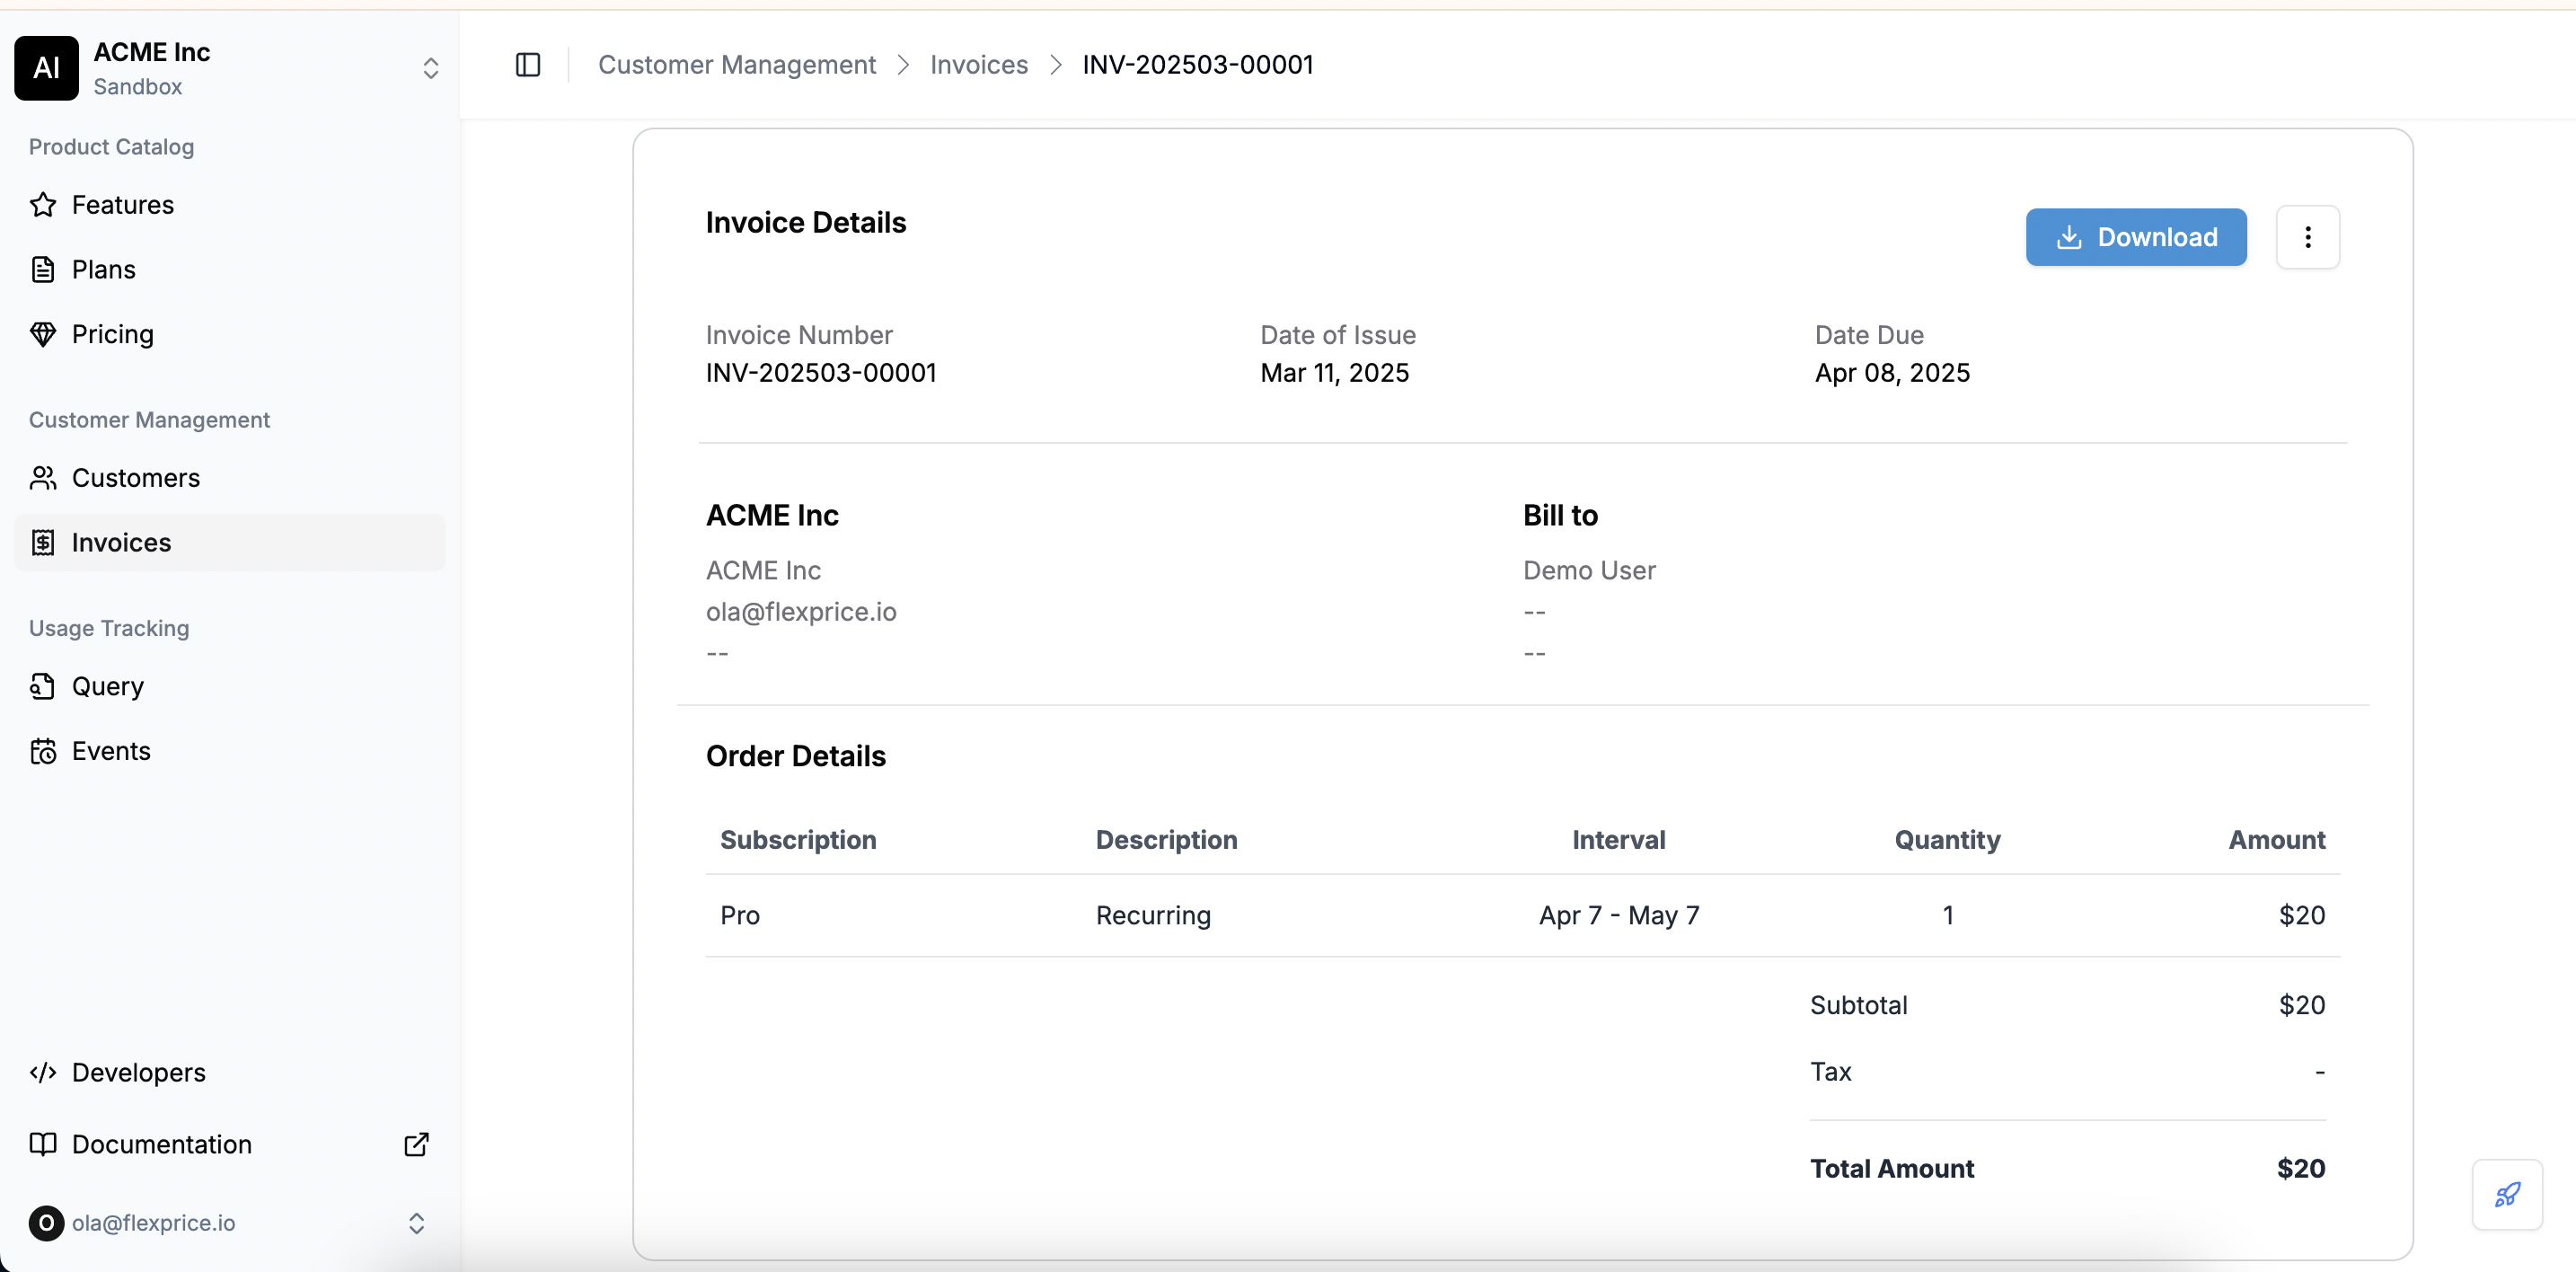 AI
ACME Inc
Sandbox
Product Catalog
Features
Plans
Pricing
Customer Management
Customers
Invoices
Usage Tracking
Query
Events
Developers
Documentation
O
ola@flexprice.io
Customer Management > Invoices > INV-202503-00001
Invoice Details
Download
Invoice Number Date of Issue Date Due
INV-202503-00001 Mar 11, 2025 Apr 08, 2025
ACME Inc
ACME Inc
ola@flexprice.io
--
Bill to
Demo User
--
--
Order Details
Subscription Description Interval Quantity Amount
Pro Recurring Apr 7 - May 7 1 $20
Subtotal $20
Tax -
Total Amount $20